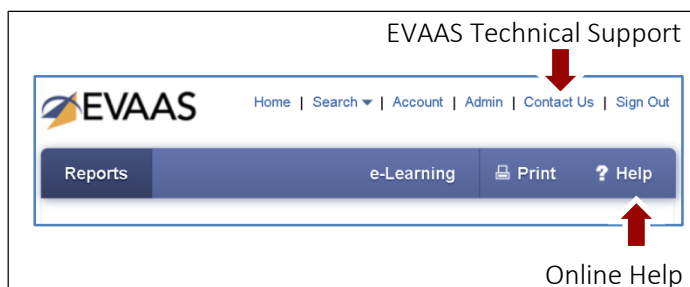 EVAAS Technical Support
EVAAS Home | Search | Account | Admin | Contact Us | Sign Out
Reports e-Learning Print ? Help
Online Help